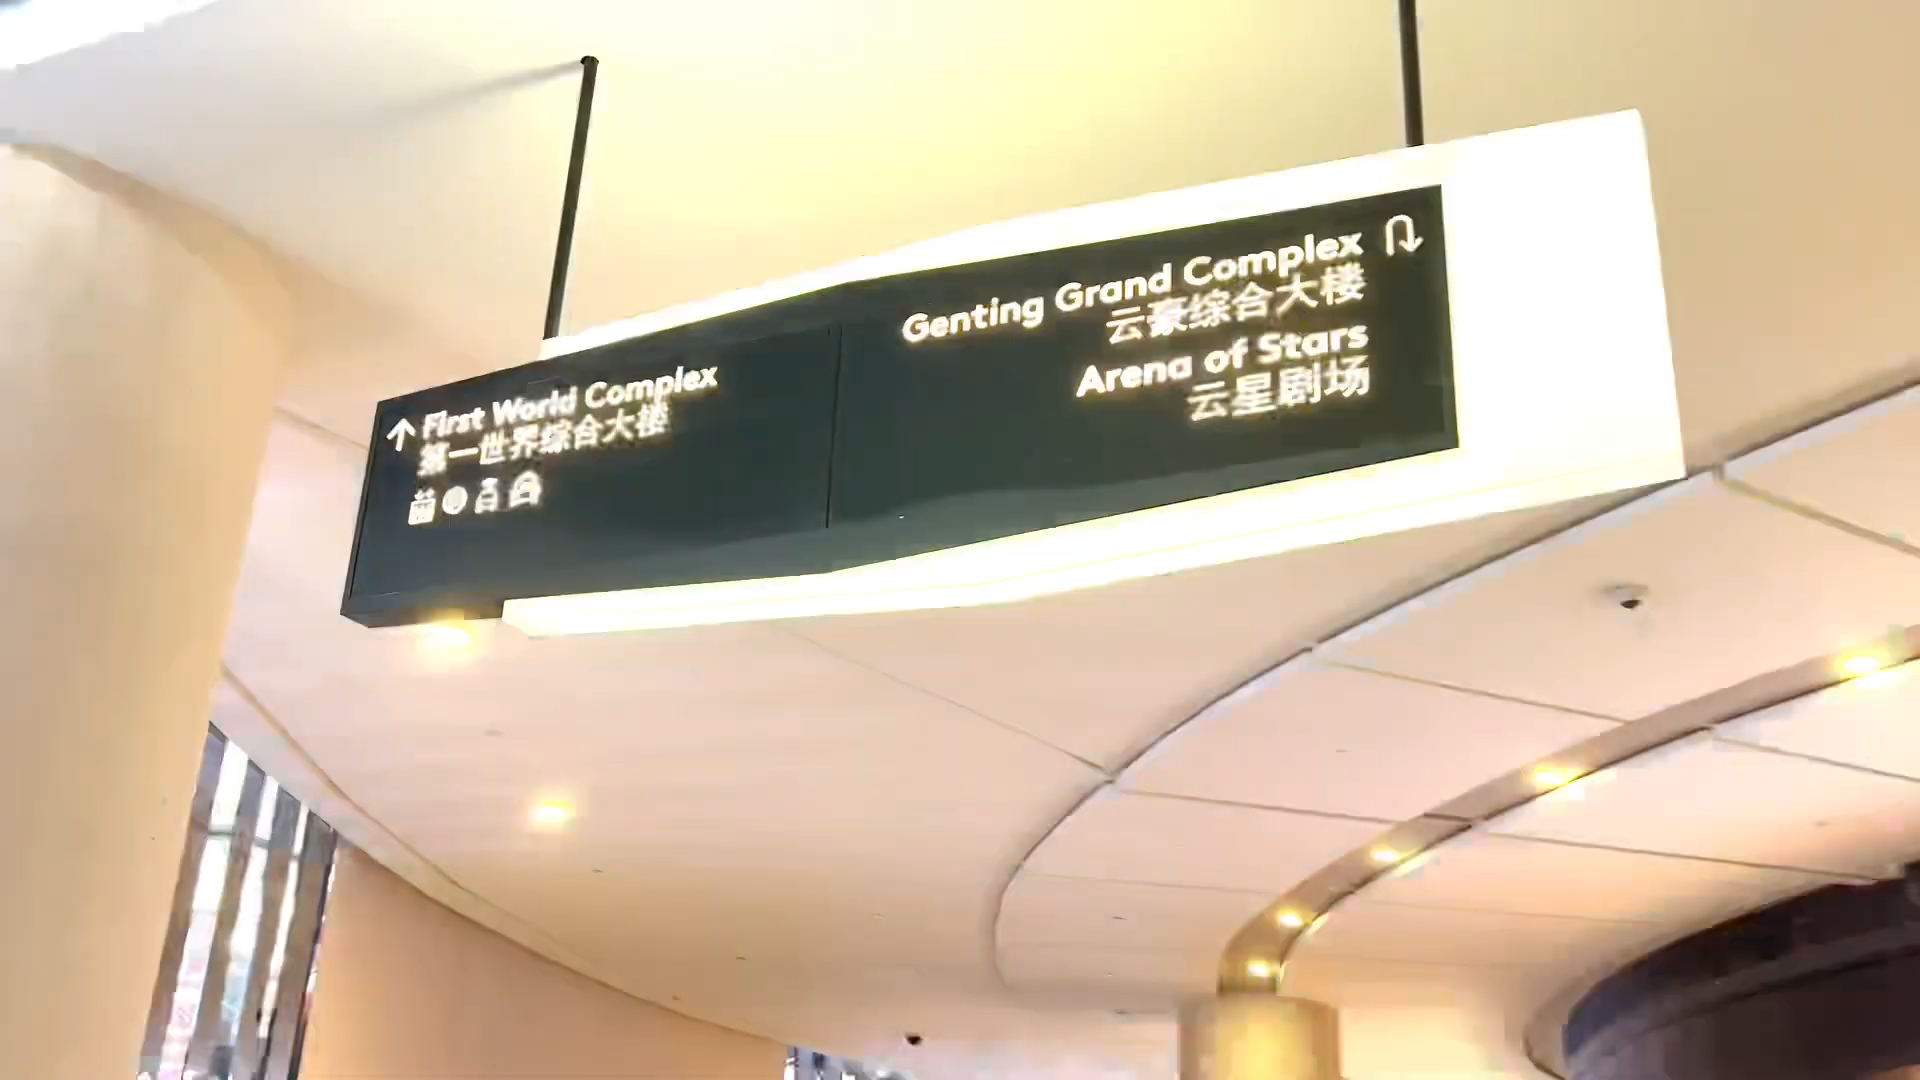 First World Complex
第一世界综合大楼
Genting Grand Complex
云豪综合大楼
Arena of Stars
云星剧场